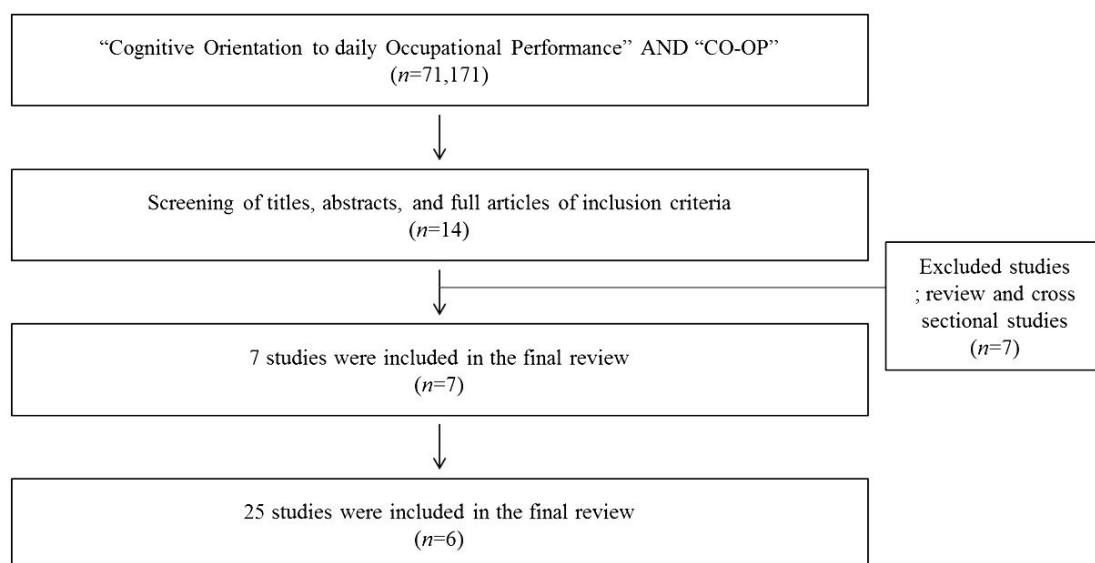 “Cognitive Orientation to daily Occupational Performance” AND “CO-OP”
(n=71,171)
Screening of titles, abstracts, and full articles of inclusion criteria
(n=14)
Excluded studies
; review and cross
sectional studies
(n=7)
7 studies were included in the final review
(n=7)
25 studies were included in the final review
(n=6)